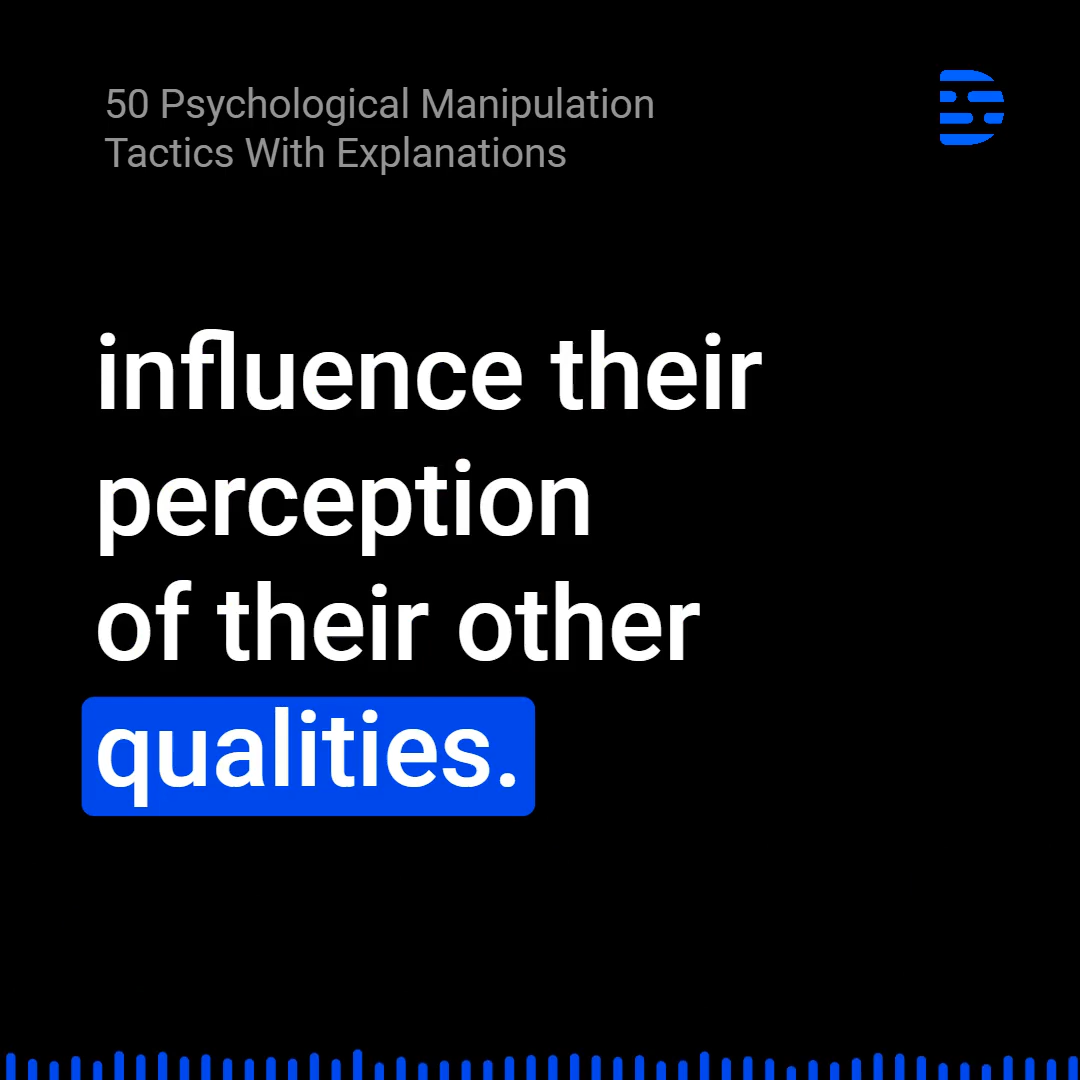 50 Psychological Manipulation
Tactics With Explanations
influence their
perception
of their other
qualities.